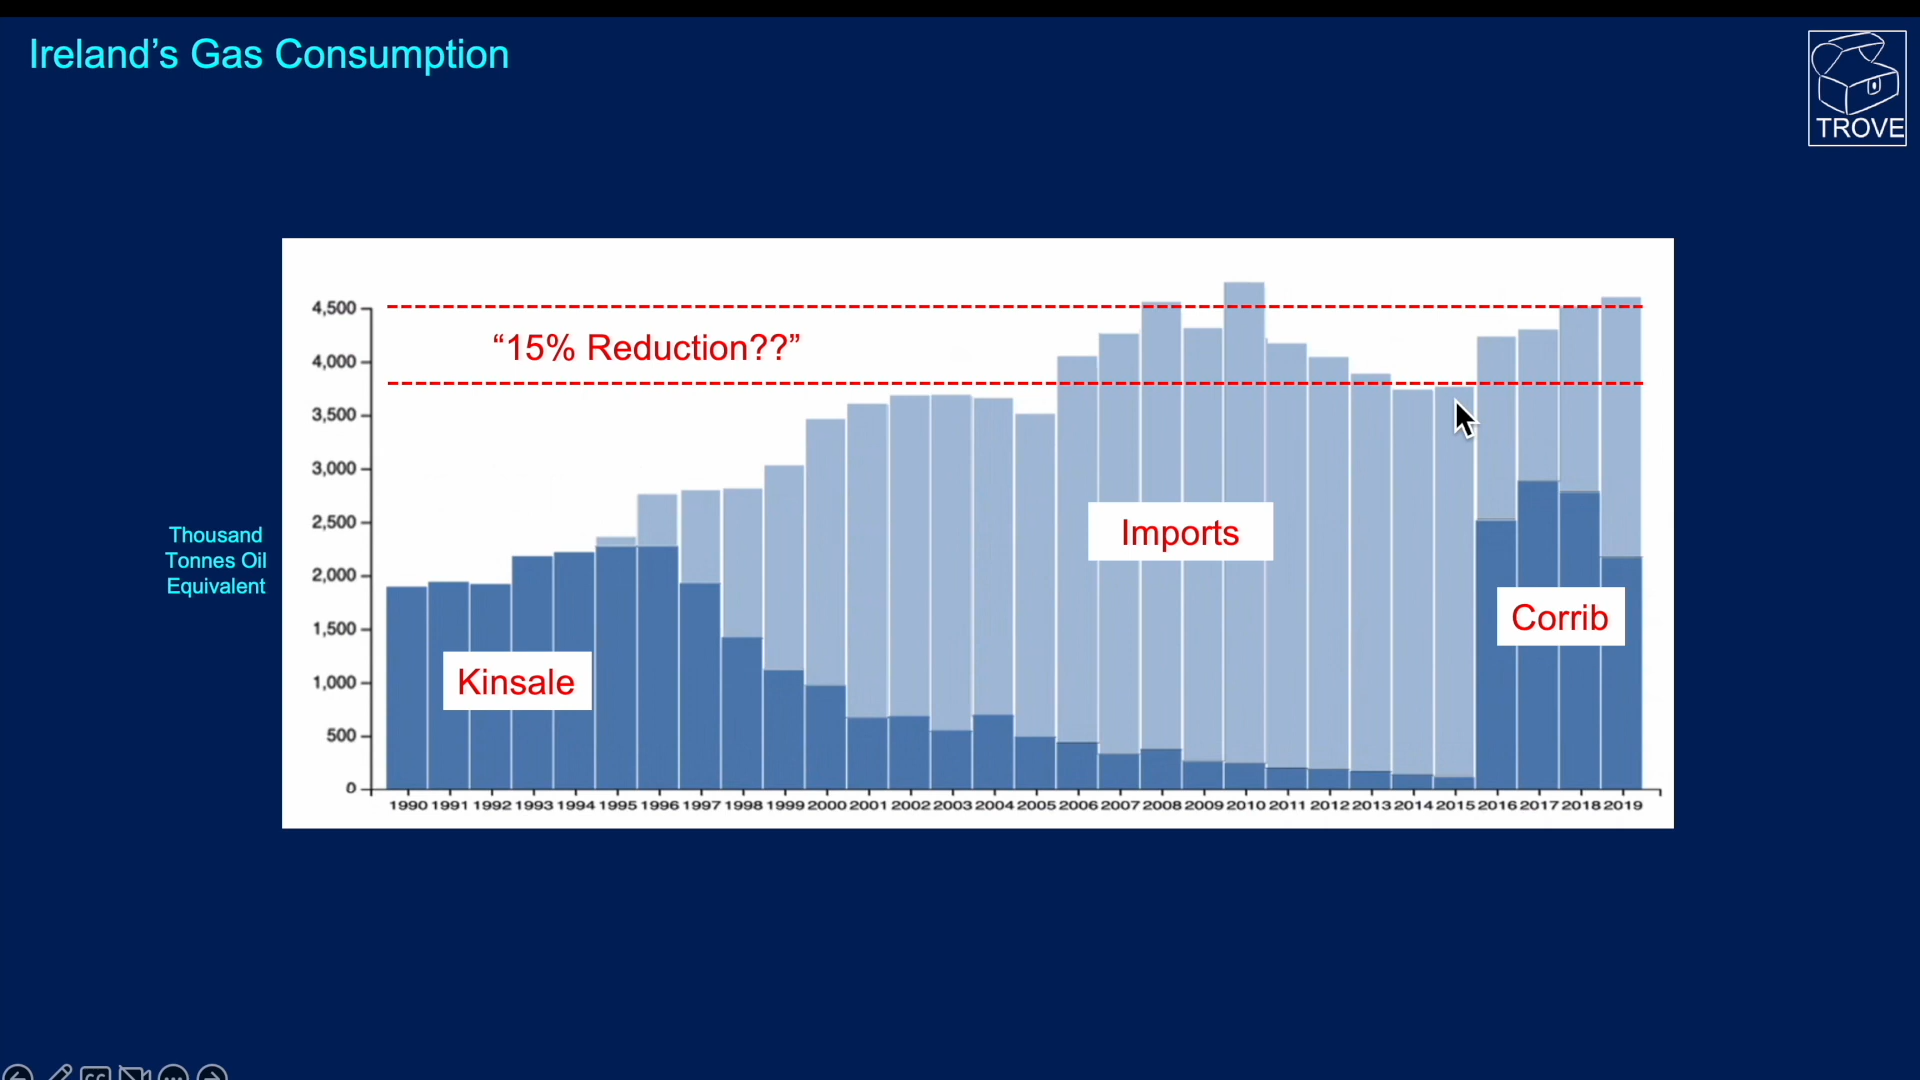 Ireland’s Gas Consumption
TROVE
4,500
“15% Reduction??”
4,000
3,500
3,000
2,500
Imports
Thousand
Tonnes Oil
Equivalent
2,000
1,500
Corrib
1,000
Kinsale
500
0
1990 1991 1992 1993 1994 1995 1996 1997 1998 1999 2000 2001 2002 2003 2004 2005 2006 2007 2008 2009 2010 2011 2012 2013 2014 2015 2016 2017 2018 2019